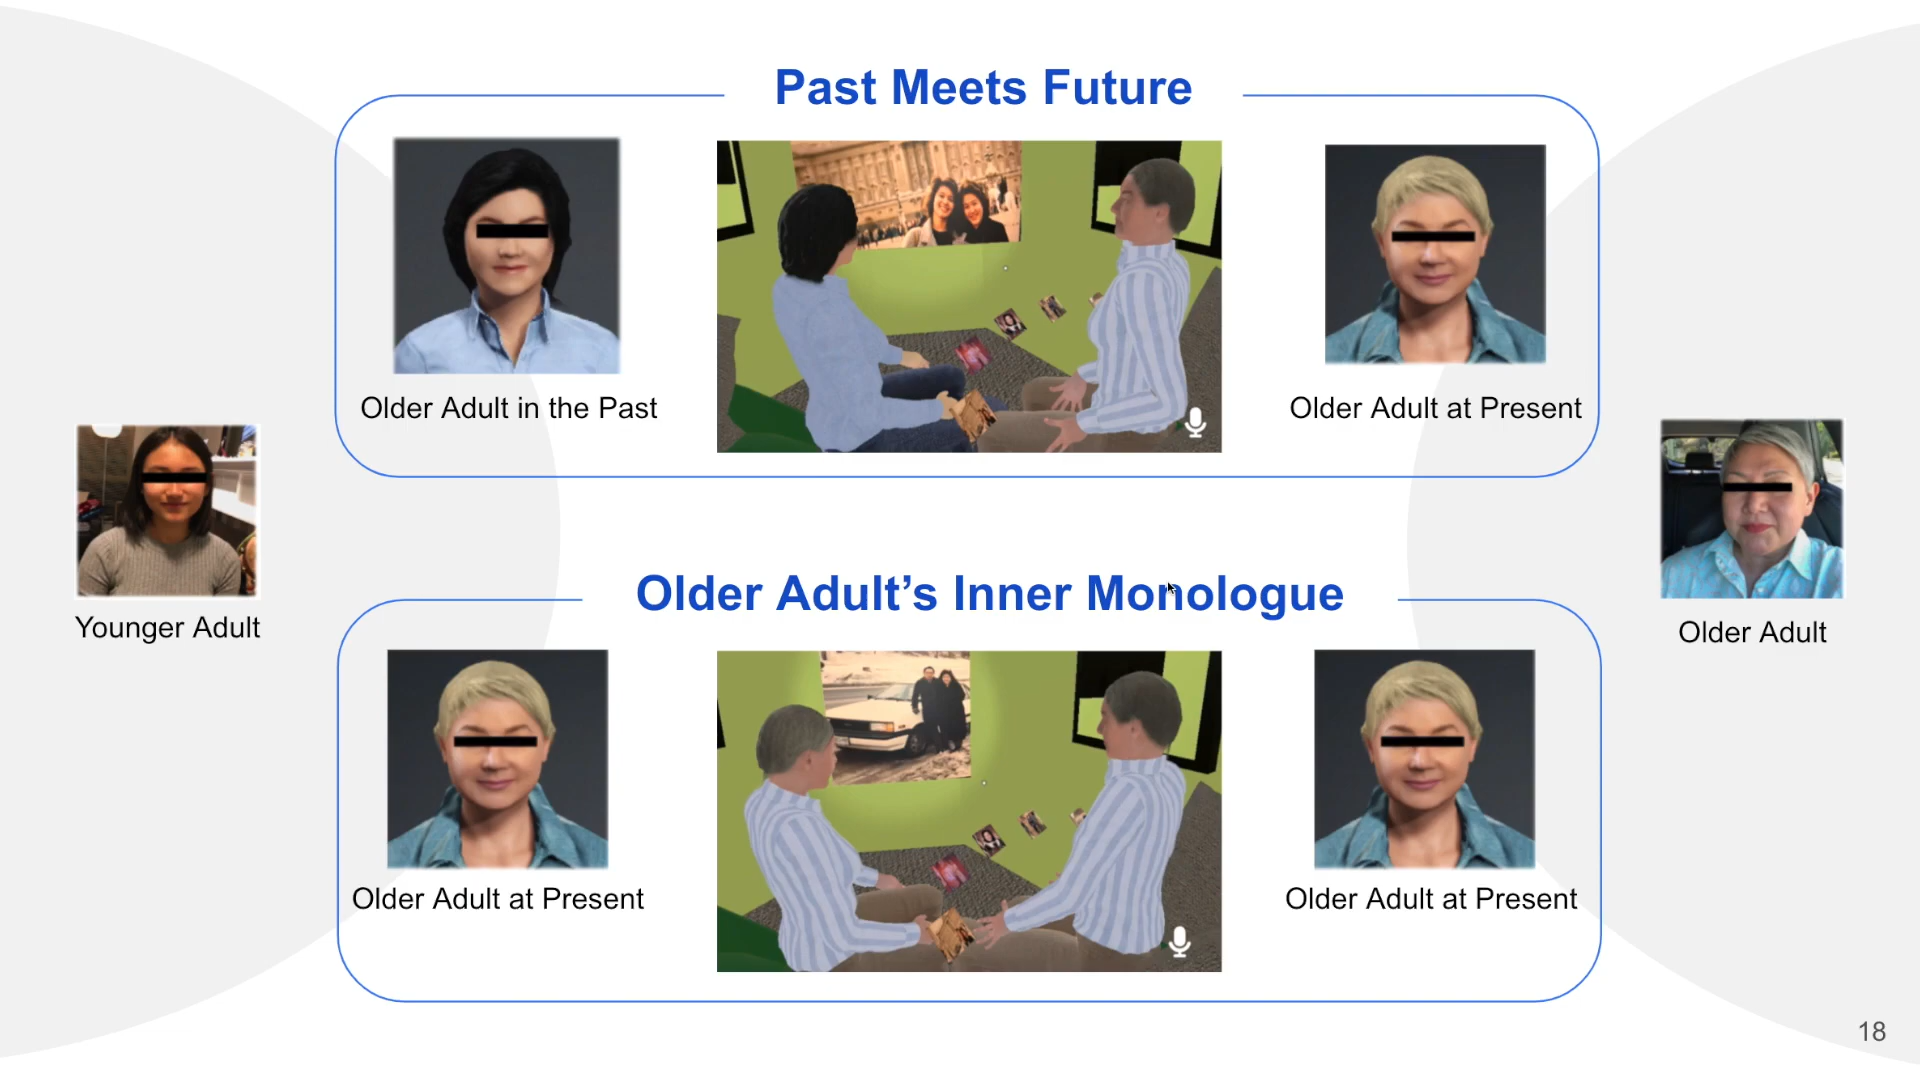 Past Meets Future
Older Adult in the Past
Older Adult at Present
Younger Adult
Older Adult
Older Adult’s Inner Monologue
Older Adult at Present
Older Adult at Present
18